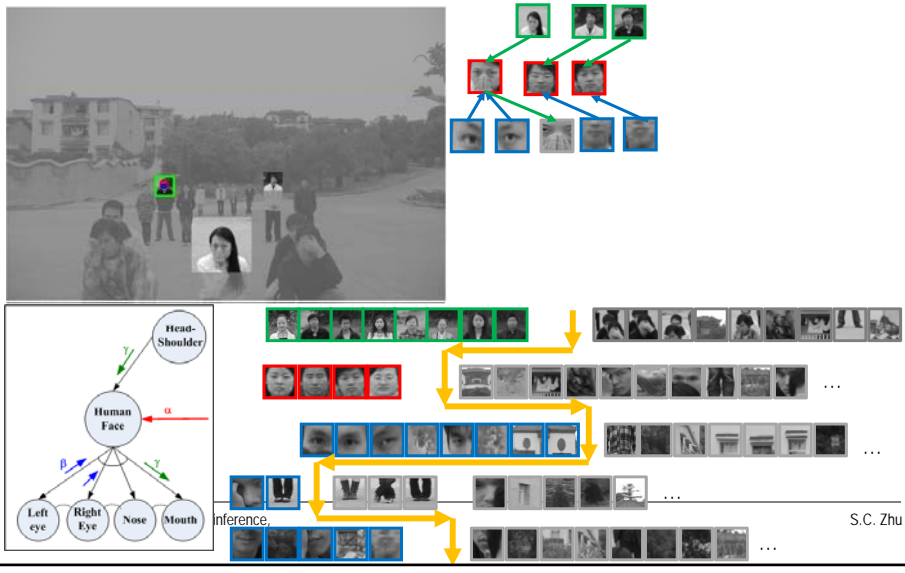 Head-
Shoulder
γ
Human
Face
α
β
γ
Left
eye
Right
Eye
Nose
Mouth
...
...
...
...
inference,
S.C. Zhu
...